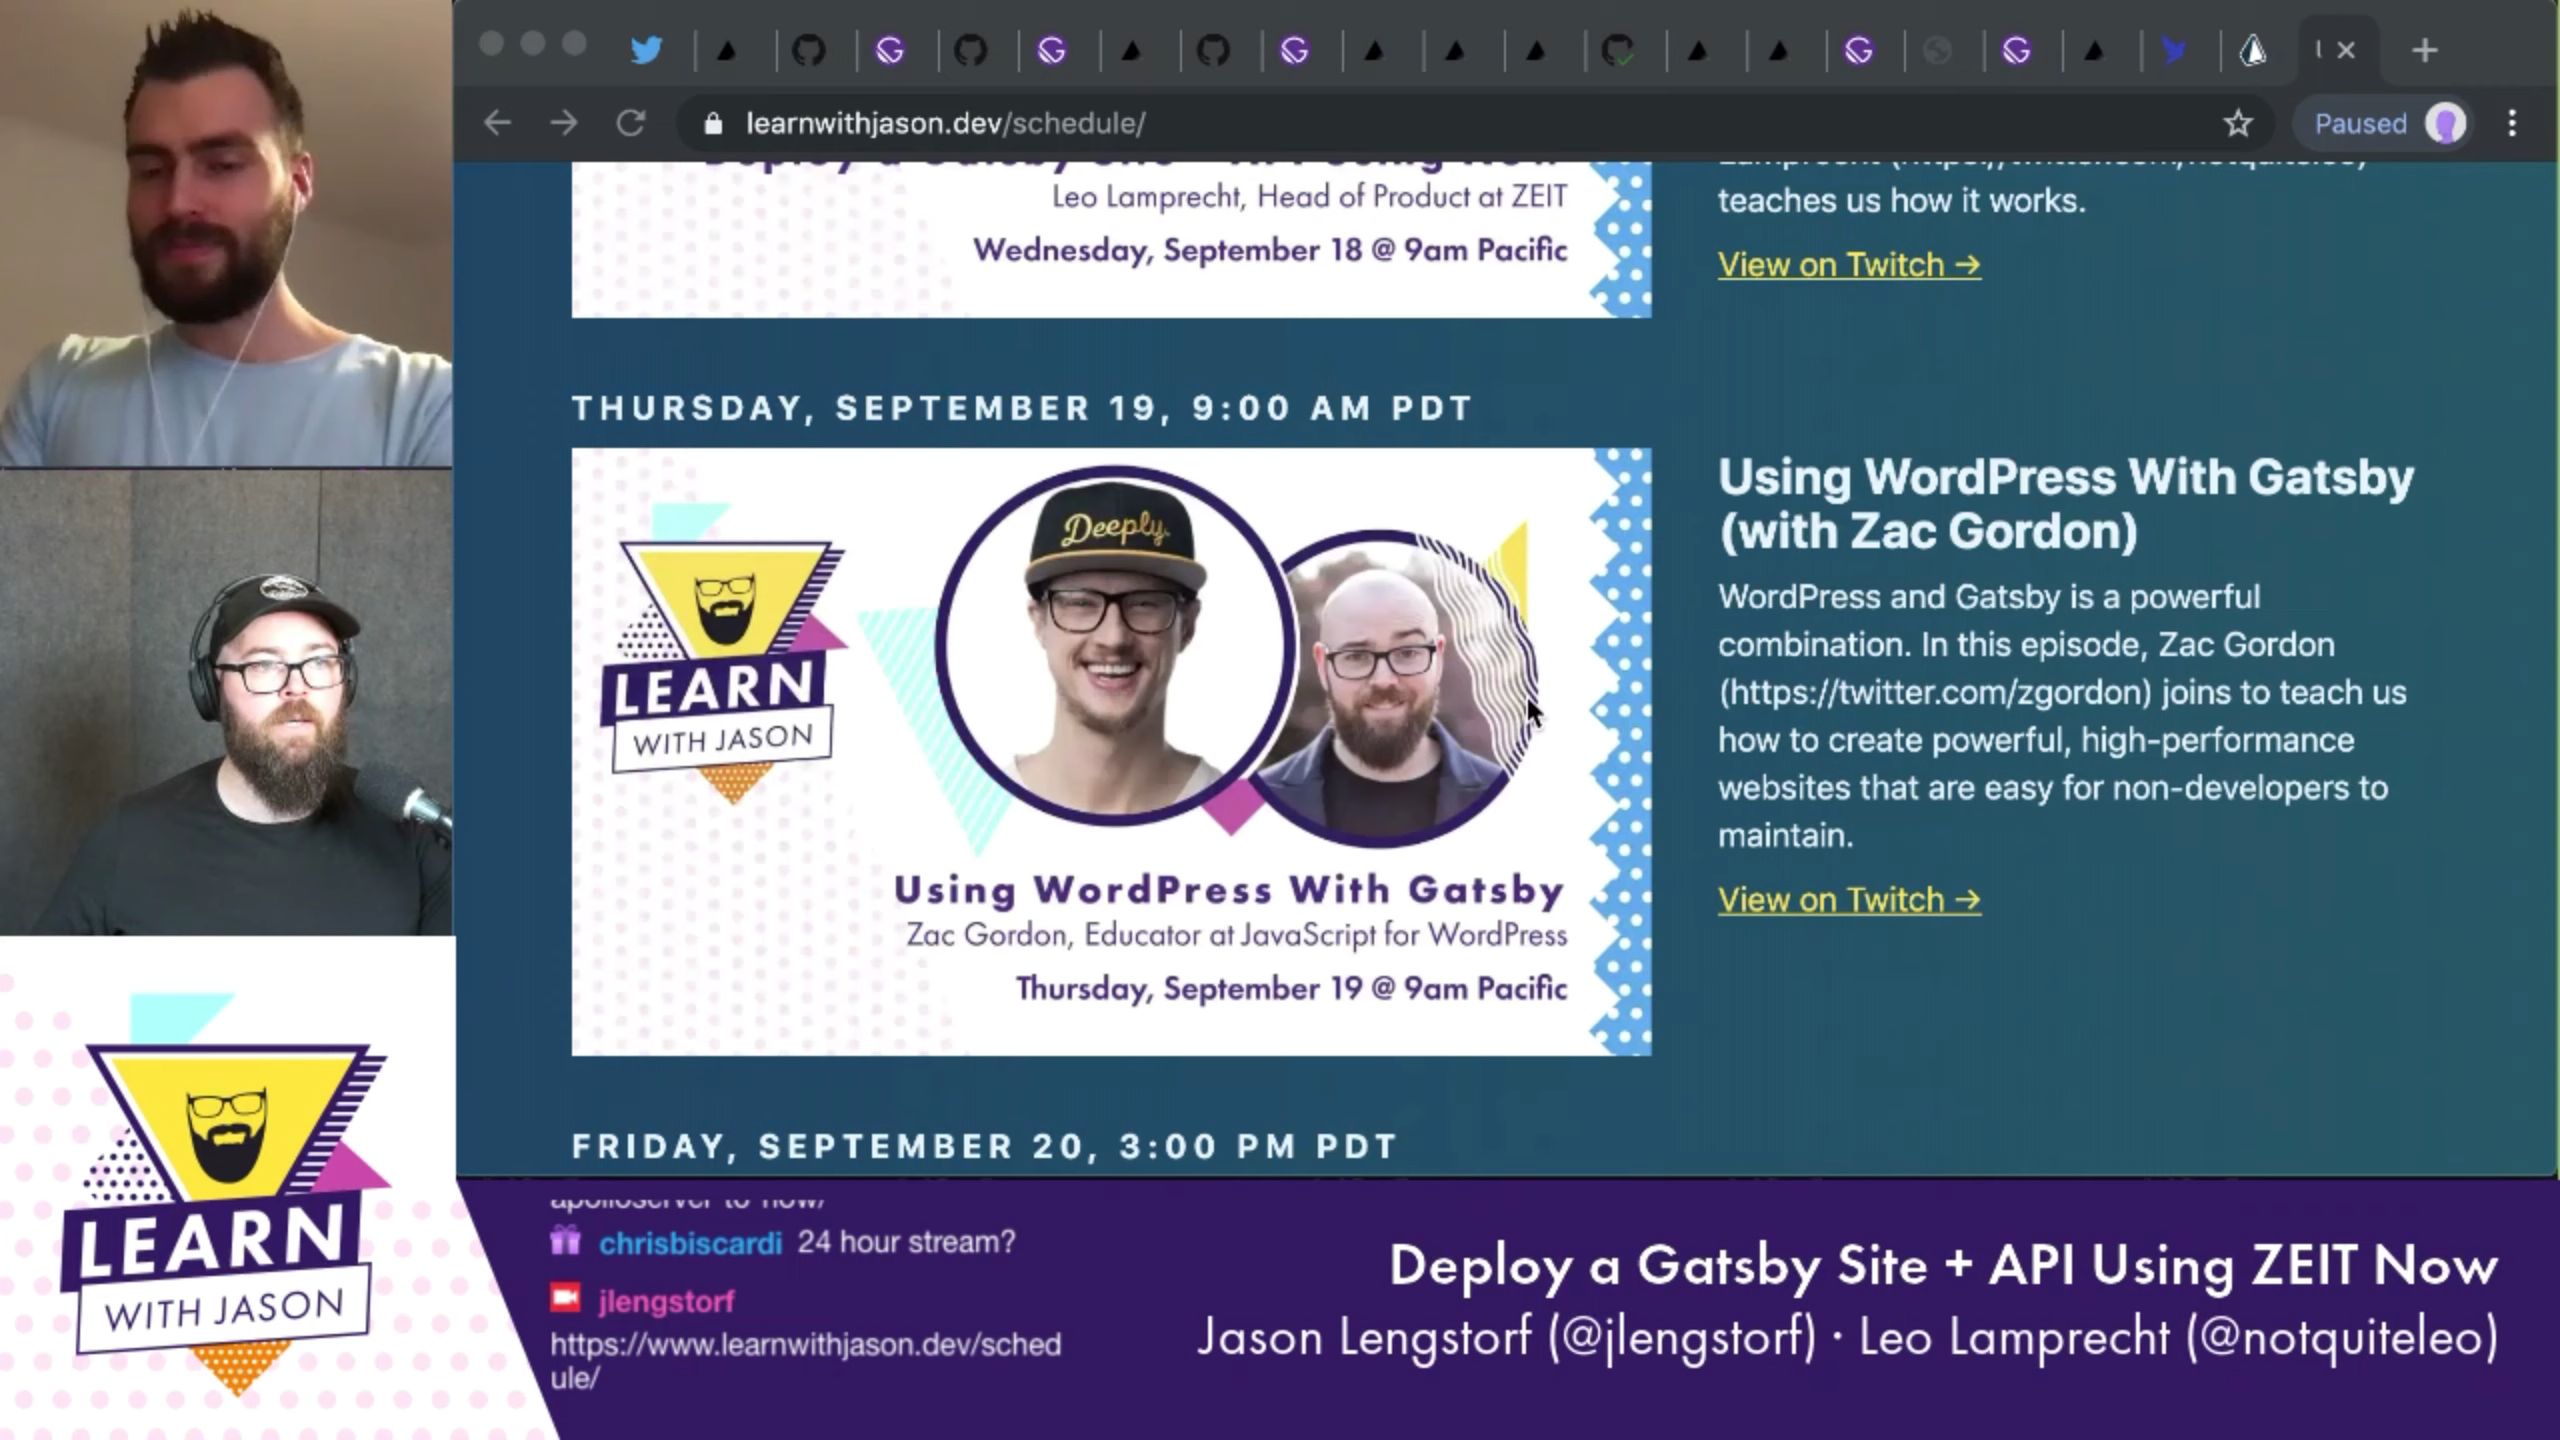 learnwithjason.dev/schedule/
Paused
Leo Lamprecht, Head of Product at ZEIT
Wednesday, September 18 @ 9am Pacific
teaches us how it works.
View on Twitch →
THURSDAY, SEPTEMBER 19, 9:00 AM PDT
Deeply.
LEARN
WITH JASON
Using WordPress With Gatsby
Zac Gordon, Educator at JavaScript for WordPress
Thursday, September 19 @ 9am Pacific
Using WordPress With Gatsby
(with Zac Gordon)
WordPress and Gatsby is a powerful
combination. In this episode, Zac Gordon
(https://twitter.com/zgordon) joins to teach us
how to create powerful, high-performance
websites that are easy for non-developers to
maintain.
View on Twitch →
FRIDAY, SEPTEMBER 20, 3:00 PM PDT
LEARN
WITH JASON
chrisbiscardi 24 hour stream?
jlengstorf
https://www.learnwithjason.dev/sched
ule/
Deploy a Gatsby Site + API Using ZEIT Now
Jason Lengstorf (@jlengstorf) · Leo Lamprecht (@notquiteleo)